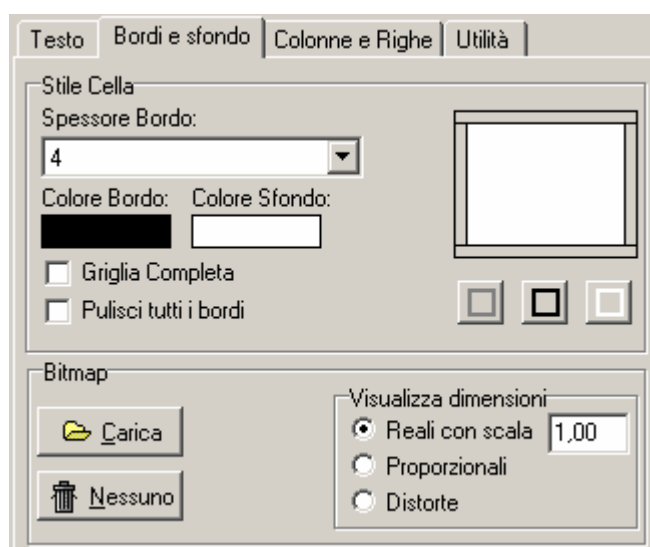 Testo Bordi e sfondo Colonne e Righe Utilità
Stile Cella
Spessore Bordo:
4
Colore Bordo: Colore Sfondo:
Griglia Completa
Pulisci tutti i bordi
Bitmap
Visualizza dimensioni
Carica
Reali con scala 1,00
Proporzionali
Nessuno
Distorte